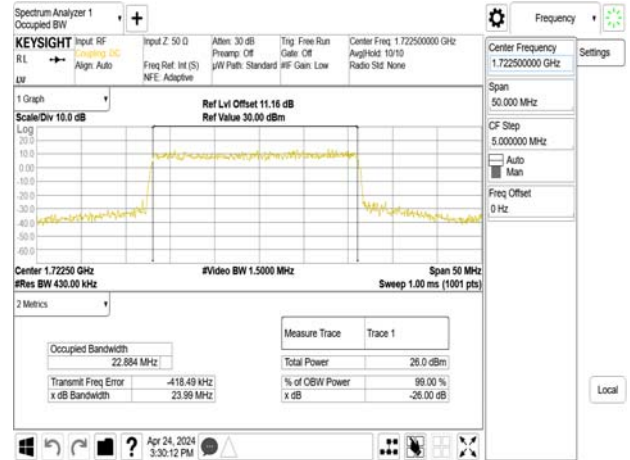 Spectrum Analyzer 1
Occupied BW
Frequency
KEYSIGHT
Input: RF
Coupling: DC
Align: Auto
Input Z: 50 Ω
Freq Ref: Int (S)
NFE: Adaptive
Atten: 30 dB
Preamp: Off
µW Path: Standard
Trig: Free Run
Gate: Off
#IF Gain: Low
Center Freq: 1.722500000 GHz
Avg|Hold: 10/10
Radio Std: None
RL
Center Frequency
1.722500000 GHz
Settings
Span
50.000 MHz
CF Step
5.000000 MHz
Auto
Man
Freq Offset
0 Hz
Local
1 Graph
Scale/Div 10.0 dB
Ref Lvl Offset 11.16 dB
Ref Value 30.00 dBm
Log
20.0
10.0
0.00
-10.0
-20.0
-30.0
-40.0
-50.0
-60.0
Center 1.72250 GHz
#Video BW 1.5000 MHz
Span 50 MHz
#Res BW 430.00 kHz
Sweep 1.00 ms (1001 pts)
2 Metrics
Measure Trace Trace 1
Occupied Bandwidth
22.884 MHz
Total Power 26.0 dBm
Transmit Freq Error -418.49 kHz
% of OBW Power 99.00 %
x dB Bandwidth 23.99 MHz
x dB -26.00 dB
Apr 24, 2024
3:30:12 PM